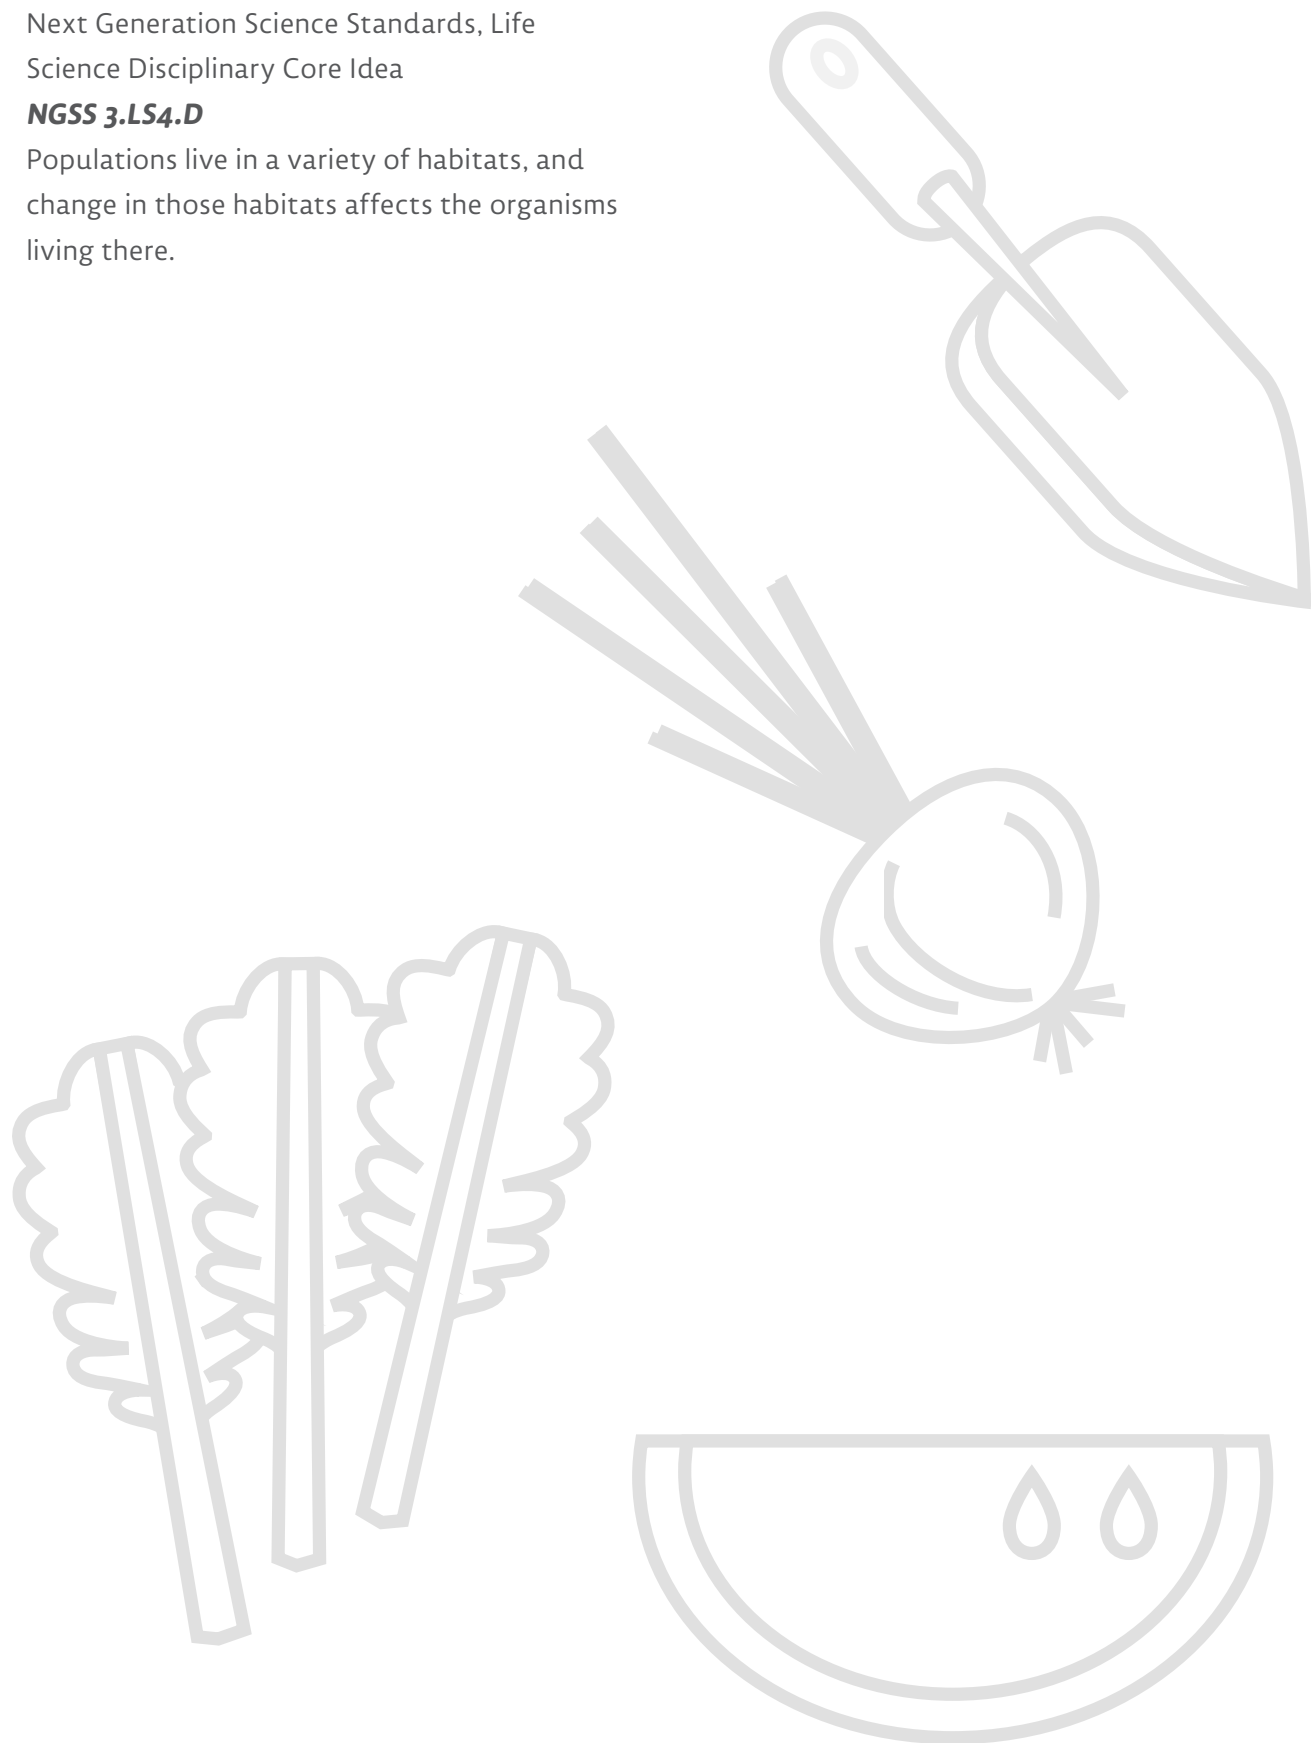 Next Generation Science Standards, Life
Science Disciplinary Core Idea
NGSS 3.LS4.D
Populations live in a variety of habitats, and
change in those habitats affects the organisms
living there.